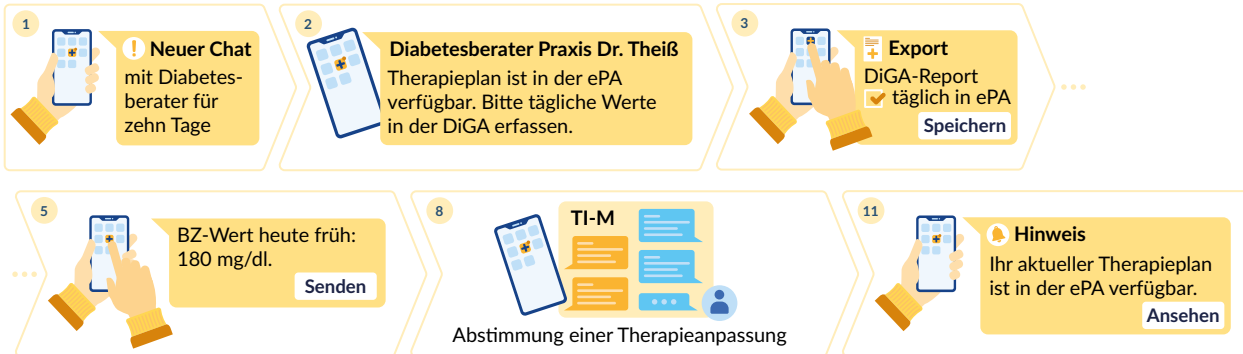 1
Neuer Chat
mit Diabetes-
berater für
zehn Tage
2
Diabetesberater Praxis Dr. Theiß
Therapieplan ist in der ePA
verfügbar. Bitte tägliche Werte
in der DiGA erfassen.
3
Export
DiGA-Report
täglich in ePA
Speichern
5
BZ-Wert heute früh:
180 mg/dl.
Senden
8
TI-M
Abstimmung einer Therapieanpassung
11
Hinweis
Ihr aktueller Therapieplan
ist in der ePA verfügbar.
Ansehen